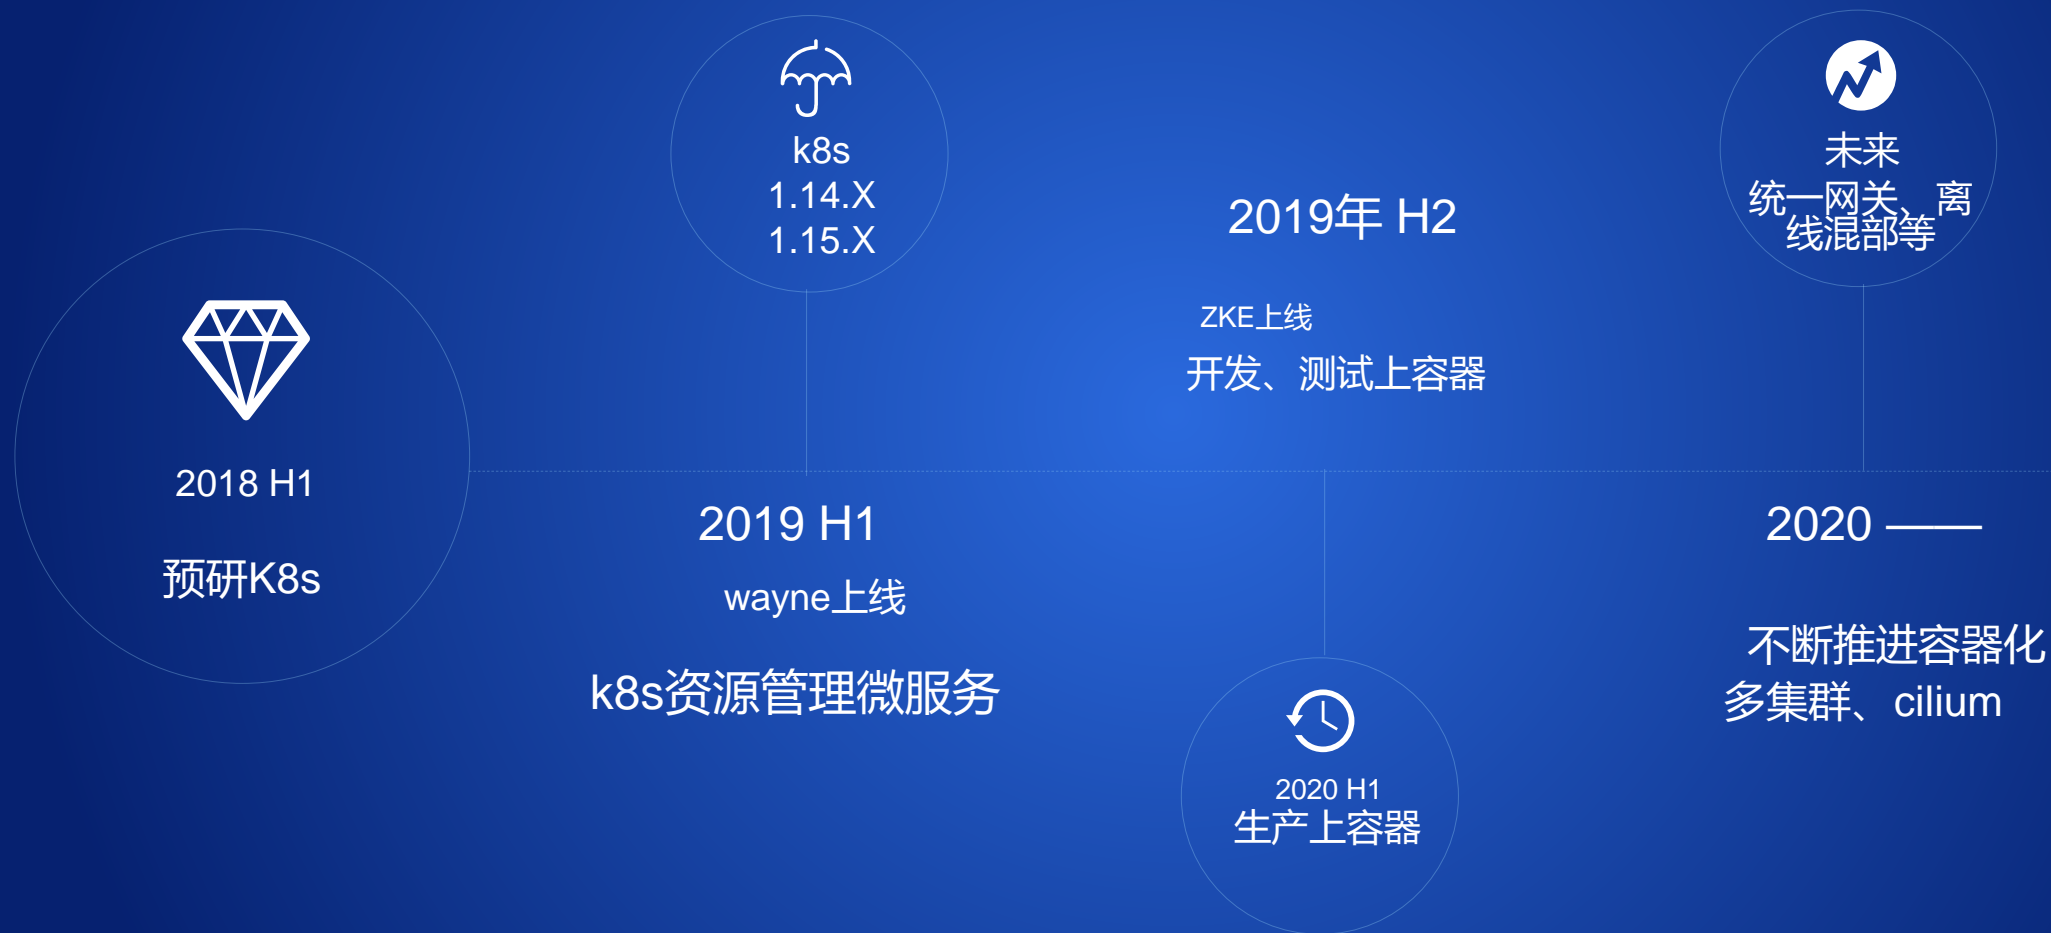 2018 H1
预研K8s
k8s
1.14.X
1.15.X
2019 H1
wayne上线
k8s资源管理微服务
2019年 H2
ZKE上线
开发、测试上容器
2020 H1
生产上容器
未来
统一网关、离
线混部等
2020 ——
不断推进容器化
多集群、cilium